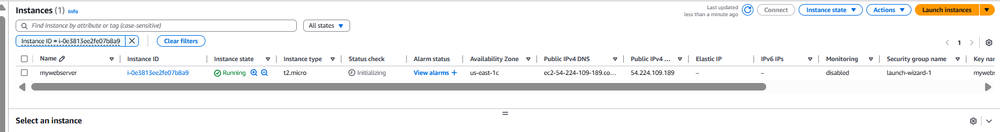 Instances (1) Info
Last updated
less than a minute ago
Connect
Instance state
Actions
Launch instances
Find Instance by attribute or tag (case-sensitive)
All states
Instance ID = i-0e3813ee2fe07b8a9
Clear filters
1
Name Instance ID Instance state Instance type Status check Alarm status Availability Zone Public IPv4 DNS Public IPv4 ... Elastic IP IPv6 IPs Monitoring Security group name Key nar
mywebserver i-0e3813ee2fe07b8a9 Running t2.micro Initializing View alarms + us-east-1c ec2-54-224-109-189.co... 54.224.109.189 – – disabled launch-wizard-1 mywebs
Select an instance